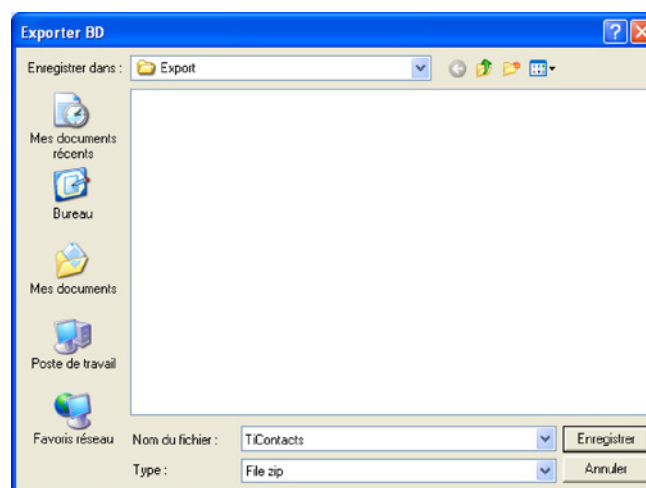 Exporter BD
Enregistrer dans :
Export
Mes documents
récents
Bureau
Mes documents
Poste de travail
Favoris réseau
Nom du fichier :
TiContacts
Enregistrer
Type :
File zip
Annuler